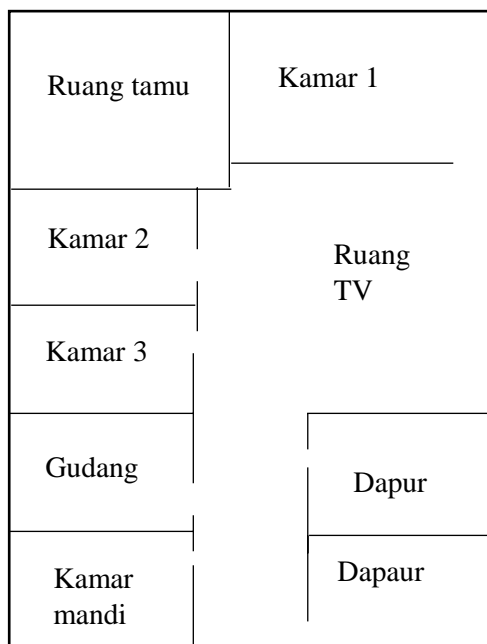 Ruang tamu
Kamar 1
Kamar 2
Ruang
TV
Kamar 3
Gudang
Dapur
Kamar
mandi
Dapaur